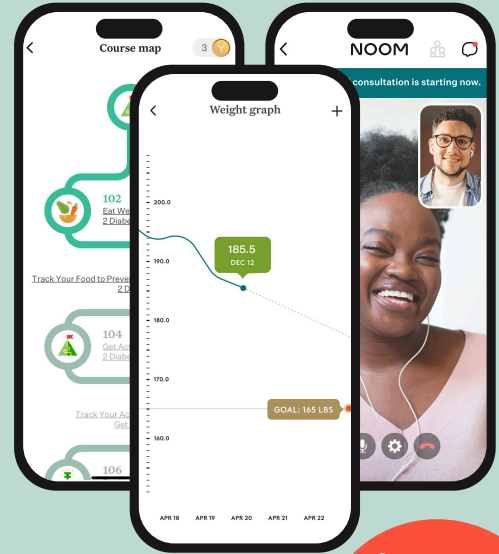 Course map
3
102
Eat We
2 Diabe
Track Your Food to Preve
2 D
104
Get Act
2 Diabe
Track Your Ac
Get
106
Weight graph
200.0
190.0
185.5
DEC 12
180.0
170.0
GOAL: 165 LBS
160.0
APR 18 APR 19 APR 20 APR 21 APR 22
NOOM
consultation is starting now.